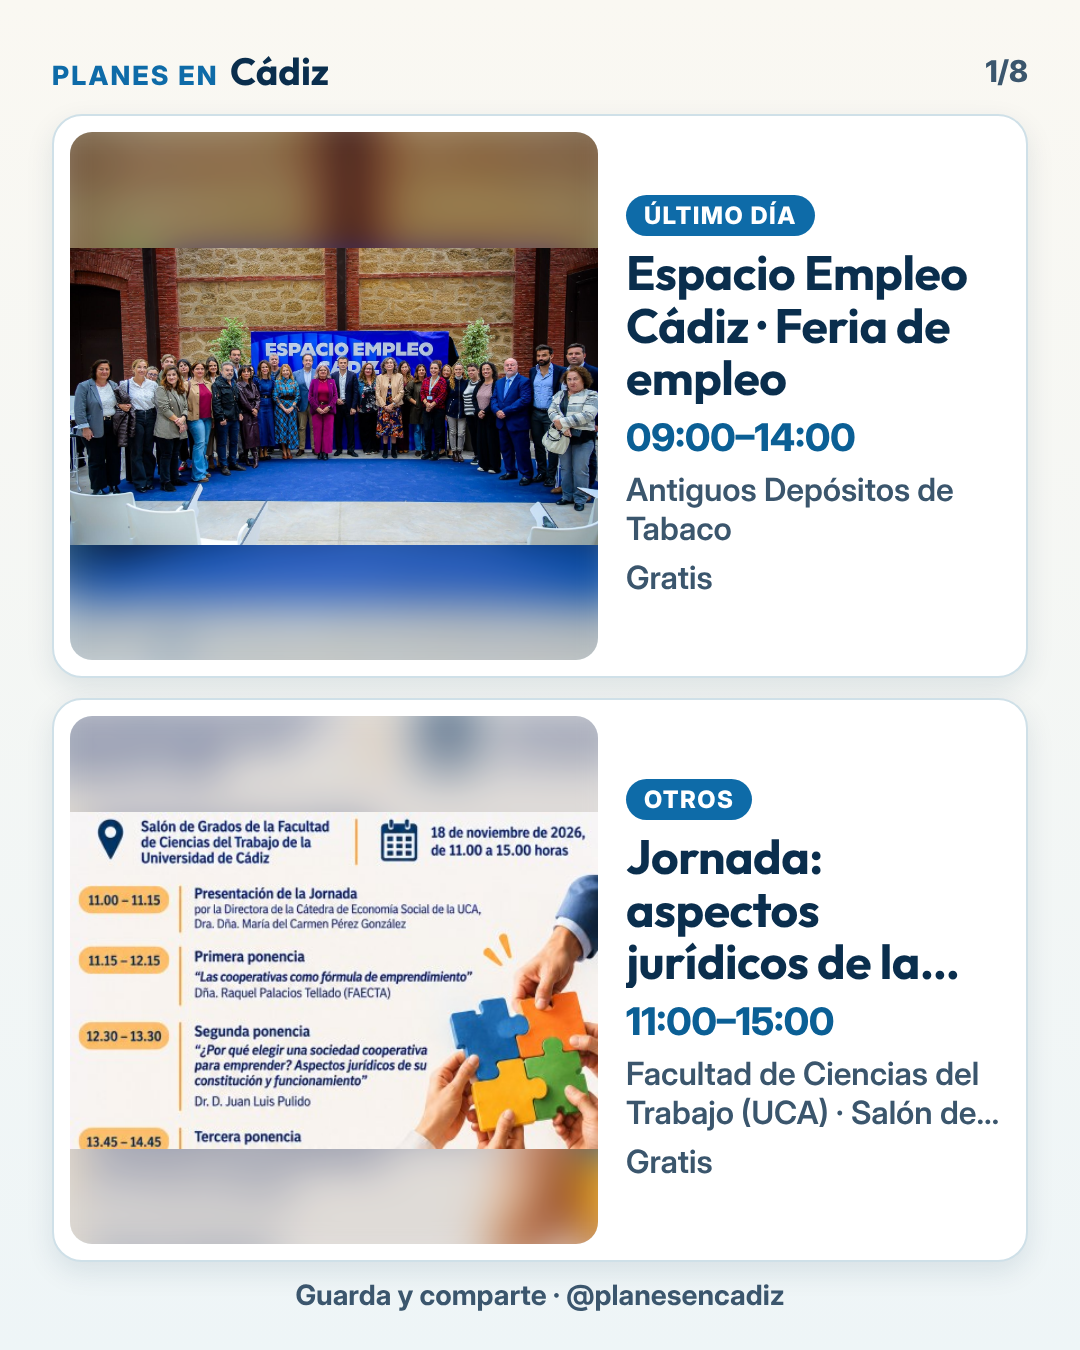 PLANES EN Cádiz
1/8
ESPACIO EMPLEO
ÚLTIMO DÍA
Espacio Empleo
Cádiz · Feria de
empleo
09:00–14:00
Antiguos Depósitos de
Tabaco
Gratis
Salón de Grados de la Facultad
de Ciencias del Trabajo de la
Universidad de Cádiz
18 de noviembre de 2026,
de 11.00 a 15.00 horas
11.00 – 11.15
Presentación de la Jornada
por la Directora de la Cátedra de Economía Social de la UCA,
Dra. Dña. María del Carmen Pérez González
11.15 – 12.15
Primera ponencia
“Las cooperativas como fórmula de emprendimiento”
Dña. Raquel Palacios Tellado (FAECTA)
12.30 – 13.30
Segunda ponencia
“¿Por qué elegir una sociedad cooperativa
para emprender? Aspectos jurídicos de su
constitución y funcionamiento”
Dr. D. Juan Luis Pulido
13.45 – 14.45
Tercera ponencia
OTROS
Jornada:
aspectos
jurídicos de la...
11:00–15:00
Facultad de Ciencias del
Trabajo (UCA) · Salón de...
Gratis
Guarda y comparte · @planesencadiz